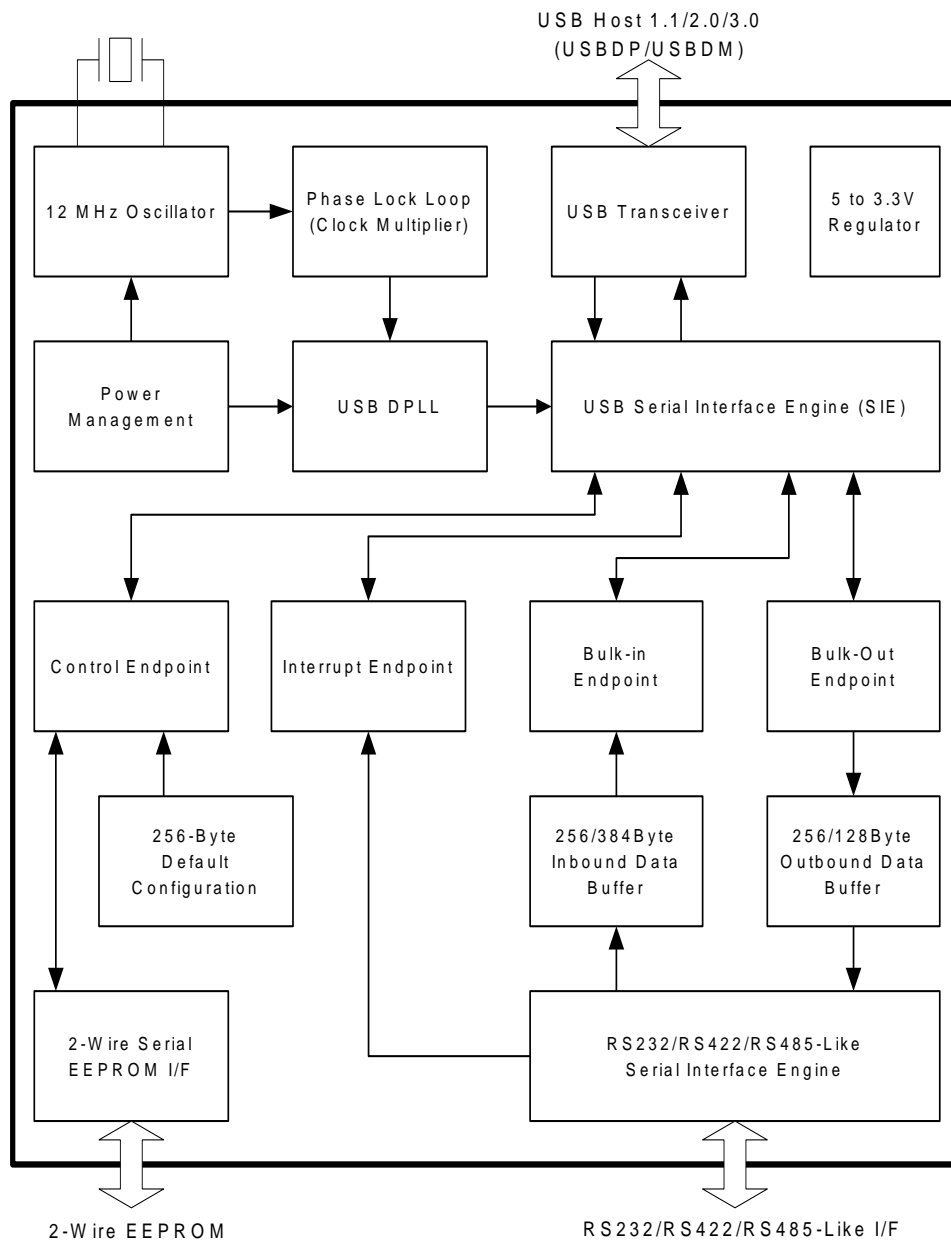 USB Host 1.1/2.0/3.0
(USBDP/USBDM)
12 MHz Oscillator
Phase Lock Loop
(Clock Multiplier)
USB Transceiver
5 to 3.3V
Regulator
Power
Management
USB DPLL
USB Serial Interface Engine (SIE)
Control Endpoint
Interrupt Endpoint
Bulk-in
Endpoint
Bulk-Out
Endpoint
256-Byte
Default
Configuration
256/384Byte
Inbound Data
Buffer
256/128Byte
Outbound Data
Buffer
2-Wire Serial
EEPROM I/F
RS232/RS422/RS485-Like
Serial Interface Engine
2-Wire EEPROM
RS232/RS422/RS485-Like I/F